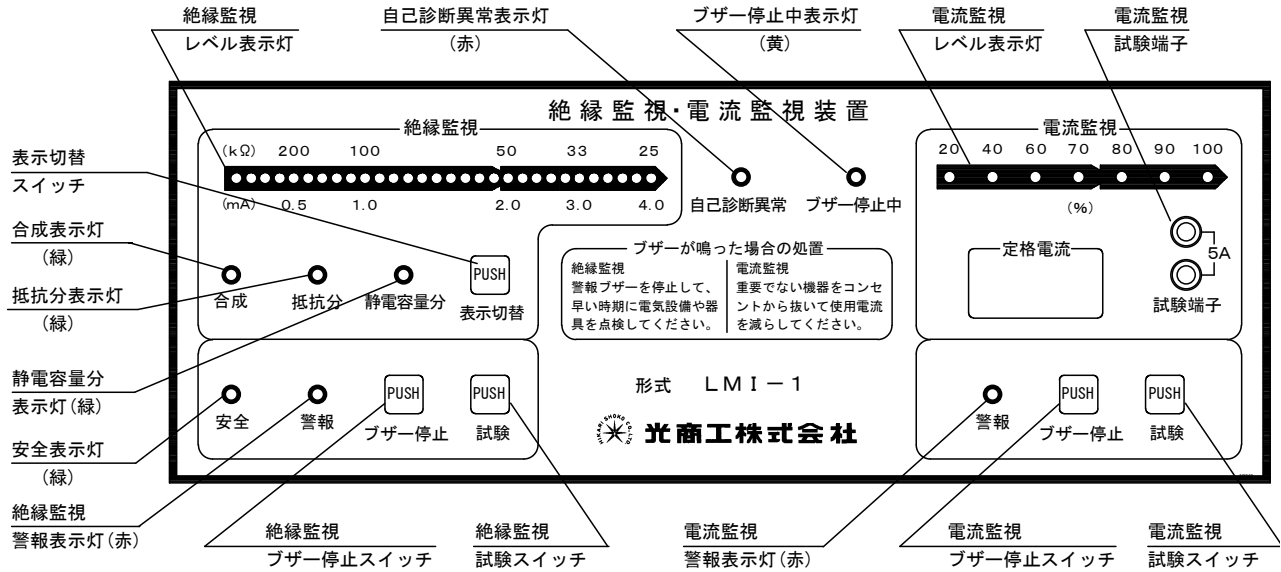 絶縁監視
レベル表示灯
自己診断異常表示灯
(赤)
ブザー停止中表示灯
(黄)
電流監視
レベル表示灯
電流監視
試験端子
絶縁監視・電流監視装置
絶縁監視
(kΩ) 200 100 50 33 25
(mA) 0.5 1.0 2.0 3.0 4.0
自己診断異常 ブザー停止中
電流監視
20 40 60 70 80 90 100
(%)
定格電流
5A
試験端子
表示切替
スイッチ
合成表示灯
(緑)
抵抗分表示灯
(緑)
静電容量分
表示灯(緑)
安全表示灯
(緑)
絶縁監視
警報表示灯(赤)
合成 抵抗分 静電容量分
PUSH
表示切替
ブザーが鳴った場合の処置
絶縁監視
警報ブザーを停止して、
早い時期に電気設備や器
具を点検してください。
電流監視
重要でない機器をコンセ
ントから抜いて使用電流
を減らしてください。
安全 警報
PUSH
ブザー停止
PUSH
試験
形式 LMI-1
HIKARI SHOKO CO.,LTD.
光商工株式会社
警報
PUSH
ブザー停止
PUSH
試験
絶縁監視
ブザー停止スイッチ
絶縁監視
試験スイッチ
電流監視
警報表示灯(赤)
電流監視
ブザー停止スイッチ
電流監視
試験スイッチ